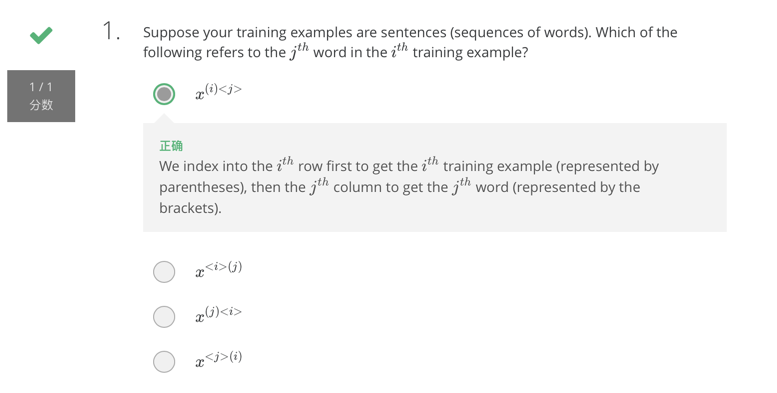 1.
Suppose your training examples are sentences (sequences of words). Which of the
following refers to the j^{th} word in the i^{th} training example?
1 / 1
分数
x^{(i)<j>}
正确
We index into the i^{th} row first to get the i^{th} training example (represented by
parentheses), then the j^{th} column to get the j^{th} word (represented by the
brackets).
x^{<i>(j)}
x^{(j)<i>}
x^{<j>(i)}